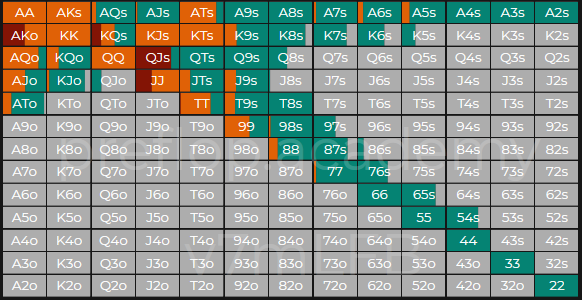 AA AKs AQs AJs ATs A9s A8s A7s A6s A5s A4s A3s A2s
AKo KK KQs KJs KTs K9s K8s K7s K6s K5s K4s K3s K2s
AQo KQo QQ QJs QTs Q9s Q8s Q7s Q6s Q5s Q4s Q3s Q2s
AJo KJo QJo JJ JTs J9s J8s J7s J6s J5s J4s J3s J2s
ATo KTo QTo JTo TT T9s T8s T7s T6s T5s T4s T3s T2s
A9o K9o Q9o J9o T9o 99 98s 97s 96s 95s 94s 93s 92s
A8o K8o Q8o J8o T8o 98o 88 87s 86s 85s 84s 83s 82s
preflop.academy
A7o K7o Q7o J7o T7o 97o 87o 77 76s 75s 74s 73s 72s
A6o K6o Q6o J6o T6o 96o 86o 76o 66 65s 64s 63s 62s
A5o K5o Q5o J5o T5o 95o 85o 75o 65o 55 54s 53s 52s
A4o K4o Q4o J4o T4o 94o 84o 74o 64o 54o 44 43s 42s
A3o K3o Q3o J3o T3o 93o 83o 73o 63o 53o 43o 33 32s
A2o K2o Q2o J2o T2o 92o 82o 72o 62o 52o 42o 32o 22